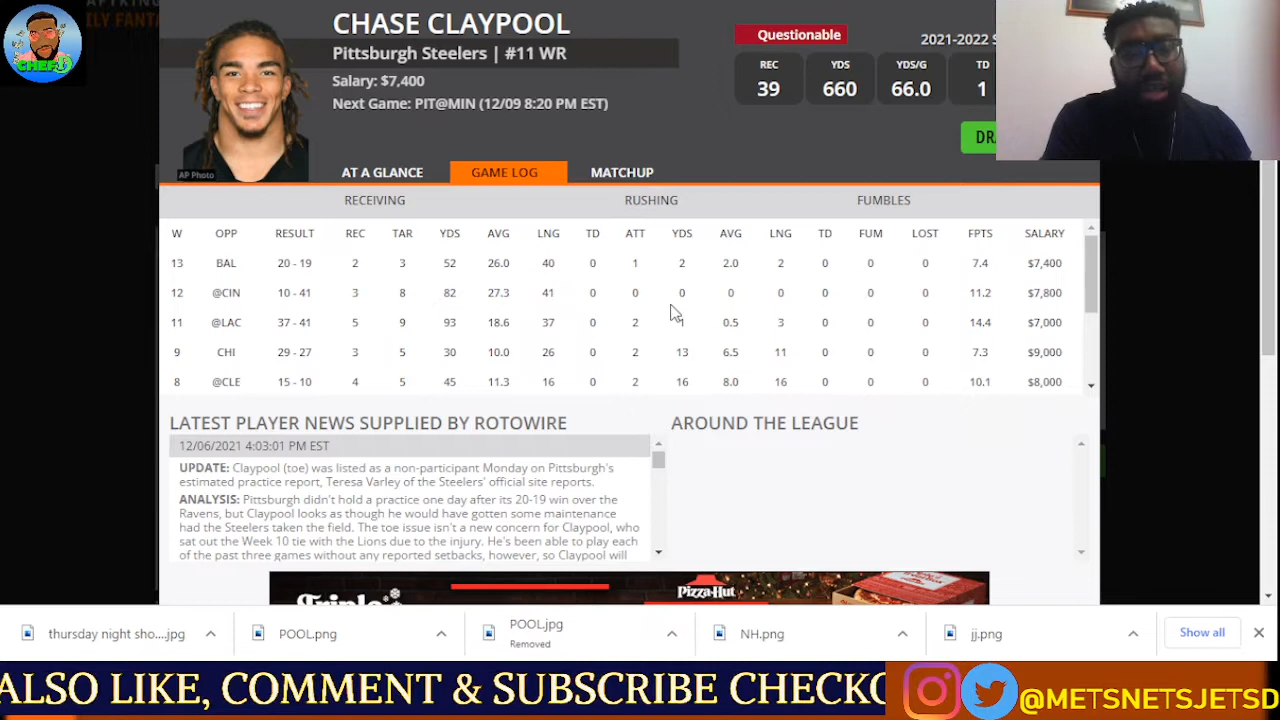 CHEF
CHASE CLAYPOOL
Pittsburgh Steelers | #11 WR
Salary: $7,400
Next Game: PIT@MIN (12/09 8:20 PM EST)
AP Photo
Questionable
2021-2022 S
REC YDS YDS/G TD
39 660 66.0 1
DR
AT A GLANCE GAME LOG MATCHUP
RECEIVING RUSHING FUMBLES
W OPP RESULT REC TAR YDS AVG LNG TD ATT YDS AVG LNG TD FUM LOST FPTS SALARY
13 BAL 20 - 19 2 3 52 26.0 40 0 1 2 2.0 2 0 0 0 7.4 $7,400
12 @CIN 10 - 41 3 8 82 27.3 41 0 0 0 0 0 0 0 0 11.2 $7,800
11 @LAC 37 - 41 5 9 93 18.6 37 0 2 1 0.5 3 0 0 0 14.4 $7,000
9 CHI 29 - 27 3 5 30 10.0 26 0 2 13 6.5 11 0 0 0 7.3 $9,000
8 @CLE 15 - 10 4 5 45 11.3 16 0 2 16 8.0 16 0 0 0 10.1 $8,000
LATEST PLAYER NEWS SUPPLIED BY ROTOWIRE
AROUND THE LEAGUE
12/06/2021 4:03:01 PM EST
UPDATE: Claypool (toe) was listed as a non-participant Monday on Pittsburgh's
estimated practice report, Teresa Varley of the Steelers' official site reports.
ANALYSIS: Pittsburgh didn't hold a practice one day after its 20-19 win over the
Ravens, but Claypool looks as though he would have gotten some maintenance
had the Steelers taken the field. The toe issue isn't a new concern for Claypool, who
sat out the Week 10 tie with the Lions due to the injury. He's been able to play each
of the past three games without any reported setbacks, however, so Claypool will
Triple
Pizza Hut
thursday night sho....jpg
POOL.png
POOL.jpg
Removed
NH.png
jj.png
Show all
ALSO LIKE, COMMENT & SUBSCRIBE CHECKO
@METSNETSJETSD